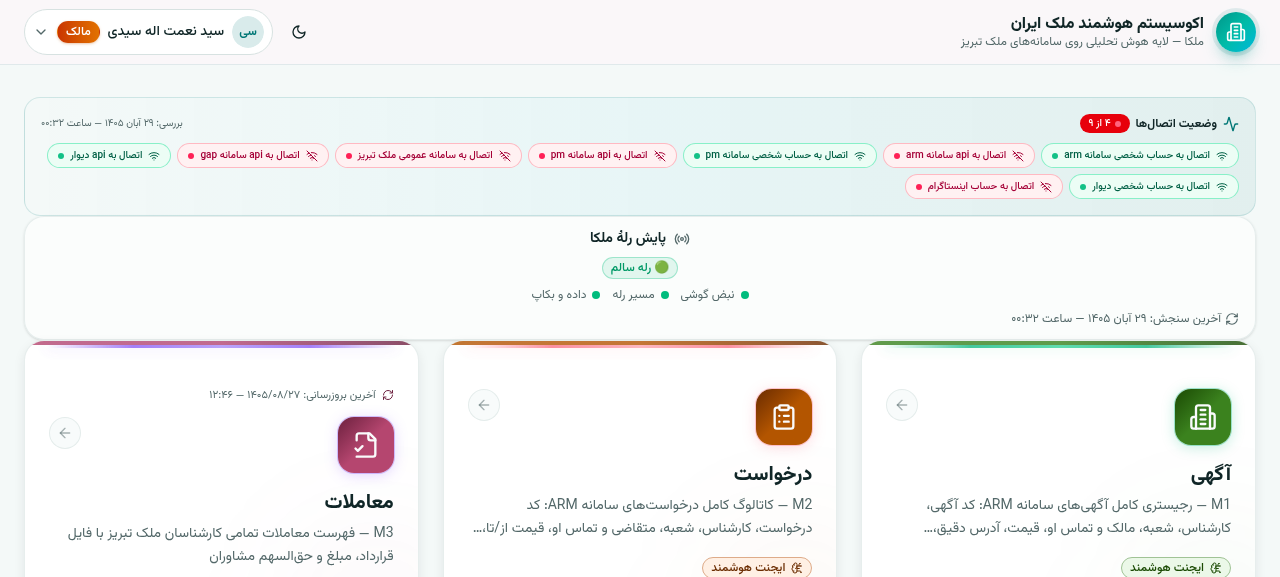 اکوسیستم هوشمند ملک ایران
ملکا — لایه هوش تحلیلی روی سامانه‌های ملک تبریز
سی
سید نعمت اله سیدی
مالک
وضعیت اتصال‌ها
۴ از ۹
بررسی: ۲۹ آبان ۱۴۰۵ — ساعت ۰۰:۳۲
اتصال به حساب شخصی سامانه arm
اتصال به api سامانه arm
اتصال به حساب شخصی سامانه pm
اتصال به api سامانه pm
اتصال به سامانه عمومی ملک تبریز
اتصال به api سامانه gap
اتصال به api دیوار
اتصال به حساب شخصی دیوار
اتصال به حساب اینستاگرام
پایش رلهٔ ملکا
رله سالم
نبض گوشی
مسیر رله
داده و بکاپ
آخرین سنجش: ۲۹ آبان ۱۴۰۵ — ساعت ۰۰:۳۲
آگهی
M1 — رجیستری کامل آگهی‌های سامانه ARM: کد آگهی،
کارشناس، شعبه، مالک و تماس او، قیمت، آدرس دقیق،…
ایجنت هوشمند
درخواست
M2 — کاتالوگ کامل درخواست‌های سامانه ARM: کد
درخواست، کارشناس، شعبه، متقاضی و تماس او، قیمت از/تا،…
ایجنت هوشمند
آخرین بروزرسانی: ۱۴۰۵/۰۸/۲۷ — ۱۲:۴۶
معاملات
M3 — فهرست معاملات تمامی کارشناسان ملک تبریز با فایل
قرارداد، مبلغ و حق‌السهم مشاوران